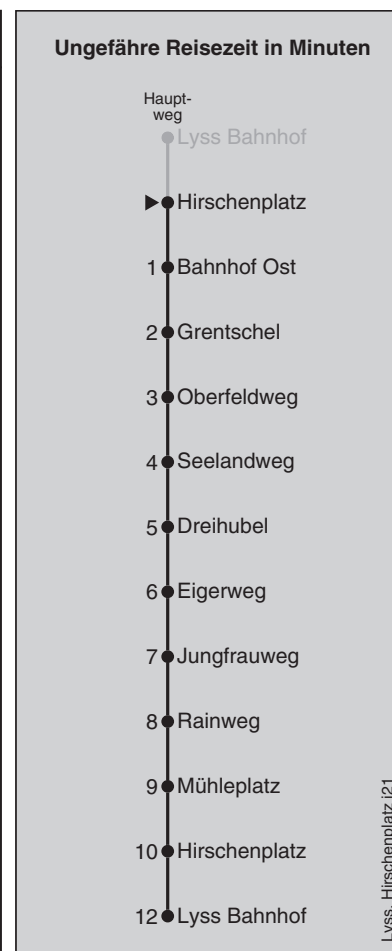 Ungefähre Reisezeit in Minuten
Haupt-
weg
Lyss Bahnhof
Hirschenplatz
1 Bahnhof Ost
2 Grentschel
3 Oberfeldweg
4 Seelandweg
5 Dreihubel
6 Eigerweg
7 Jungfrauweg
8 Rainweg
9 Mühleplatz
10 Hirschenplatz
12 Lyss Bahnhof
Lyss, Hirschenplatz j21